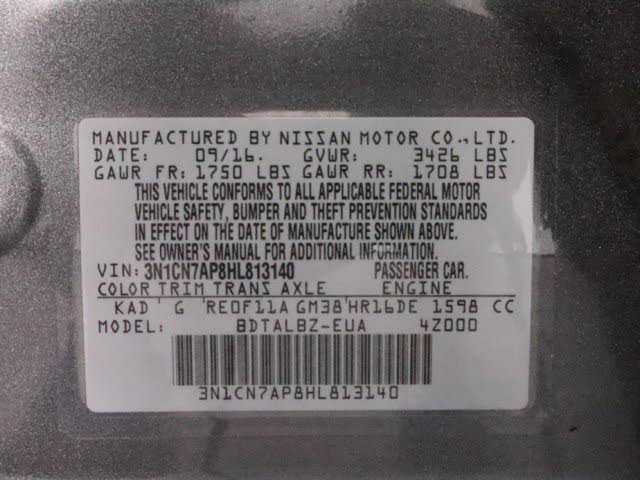 MANUFACTURED BY NISSAN MOTOR CO., LTD.
DATE: 09/16. GVWR: 3426 LBS
GAWR FR: 1750 LBS GAWR RR: 1708 LBS
THIS VEHICLE CONFORMS TO ALL APPLICABLE FEDERAL MOTOR
VEHICLE SAFETY, BUMPER AND THEFT PREVENTION STANDARDS
IN EFFECT ON THE DATE OF MANUFACTURE SHOWN ABOVE.
SEE OWNER'S MANUAL FOR ADDITIONAL INFORMATION.
VIN: 3N1CN7AP8HL813140 PASSENGER CAR.
COLOR TRIM TRANS AXLE ENGINE
KAD G RE0F11A GM38 HR16DE 1598 CC
MODEL: BDTALBZ-EUA 4Z000
3N1CN7AP8HL813140